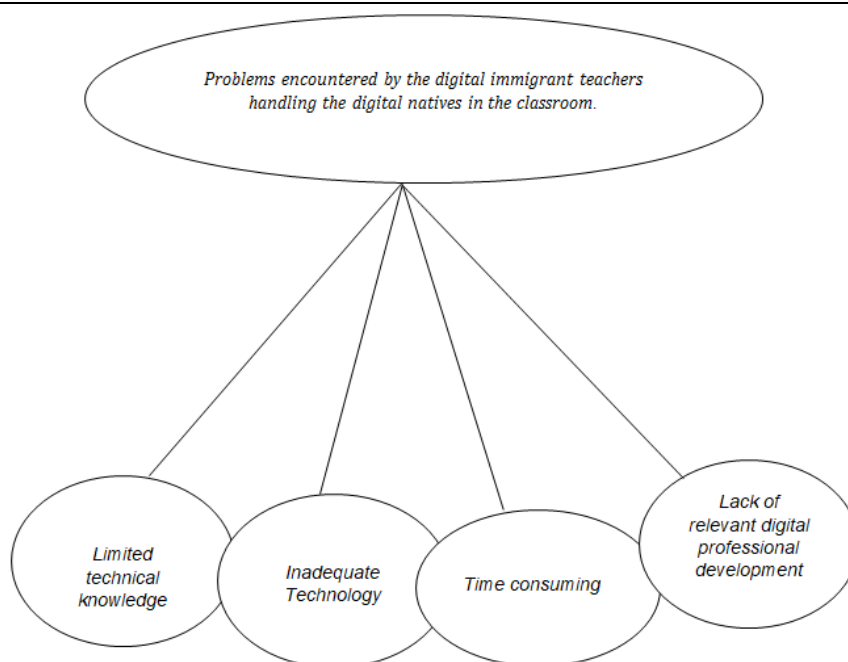 Problems encountered by the digital immigrant teachers
handling the digital natives in the classroom.
Limited
technical
knowledge
Inadequate
Technology
Time consuming
Lack of
relevant digital
professional
development